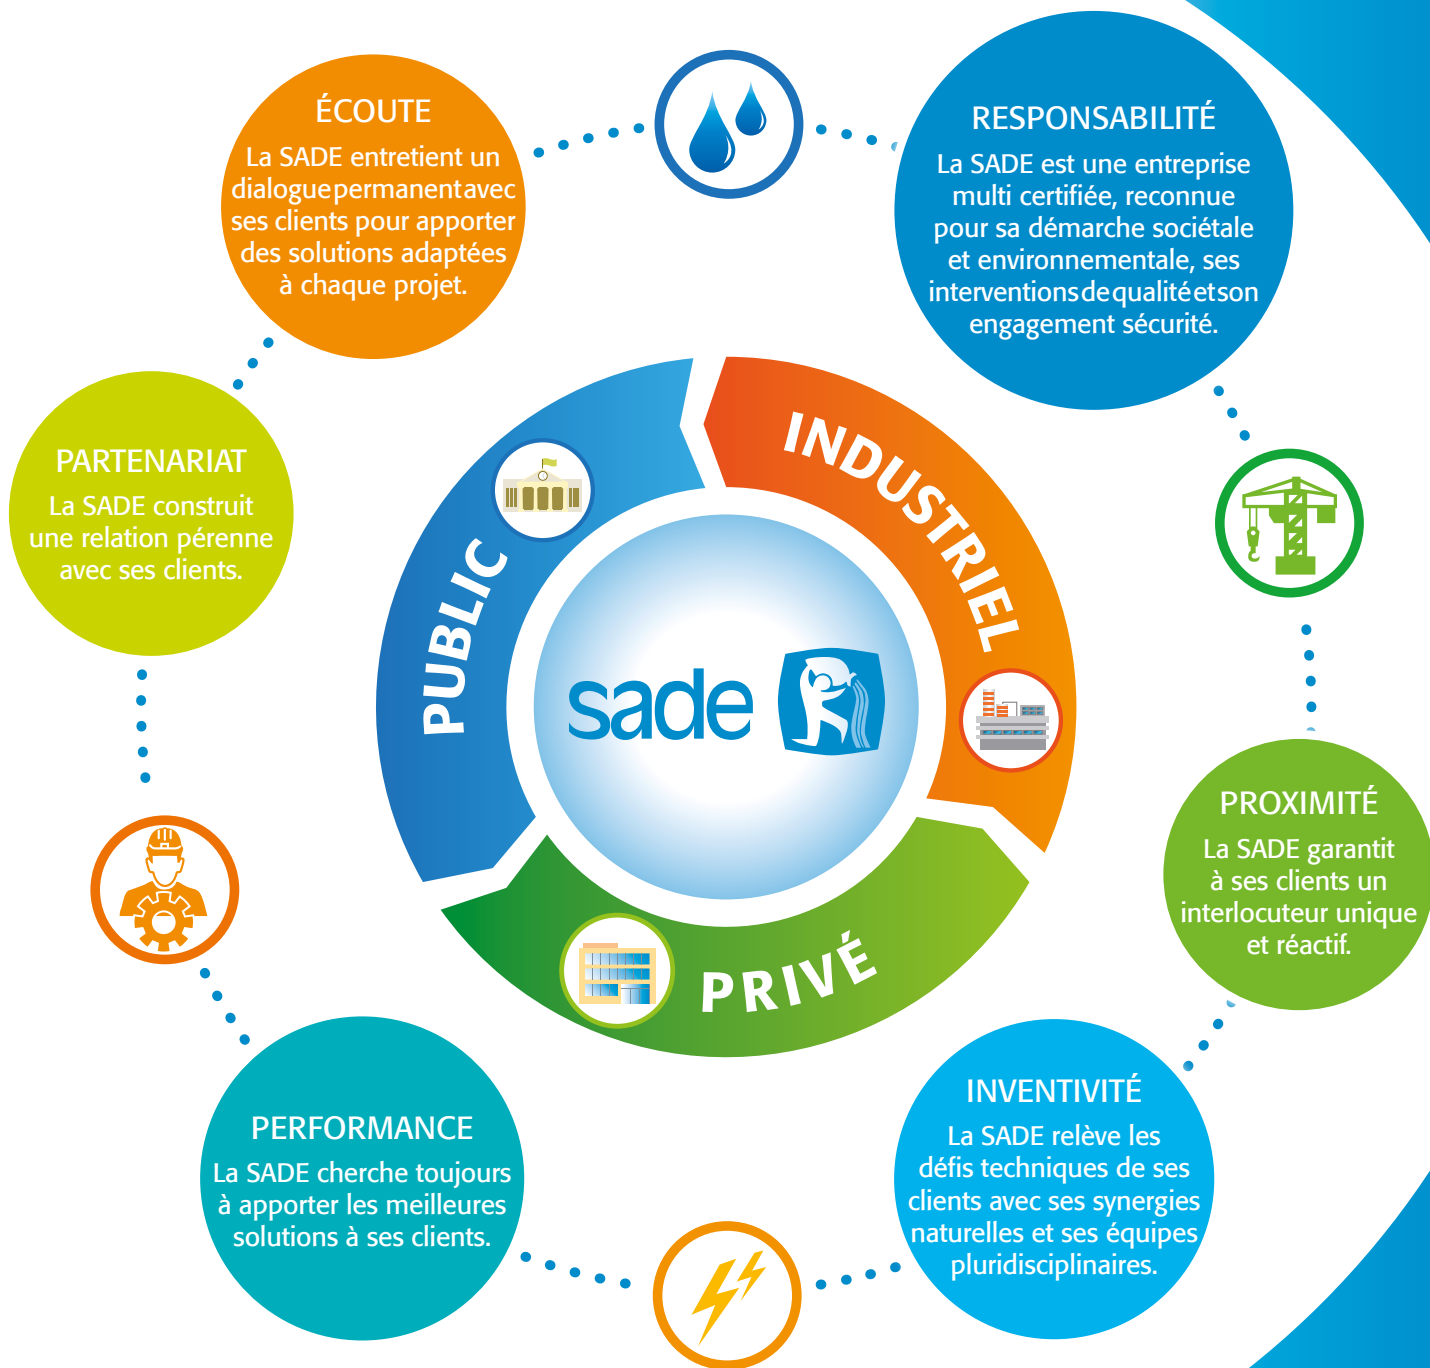 ÉCOUTE
La SADE entretient un
dialogue permanent avec
ses clients pour apporter
des solutions adaptées
à chaque projet.
RESPONSABILITÉ
La SADE est une entreprise
multi certifiée, reconnue
pour sa démarche sociétale
et environnementale, ses
interventions de qualité et son
engagement sécurité.
PARTENARIAT
La SADE construit
une relation pérenne
avec ses clients.
PUBLIC
INDUSTRIEL
PRIVÉ
sade
PROXIMITÉ
La SADE garantit
à ses clients un
interlocuteur unique
et réactif.
PERFORMANCE
La SADE cherche toujours
à apporter les meilleures
solutions à ses clients.
INVENTIVITÉ
La SADE relève les
défis techniques de ses
clients avec ses synergies
naturelles et ses équipes
pluridisciplinaires.